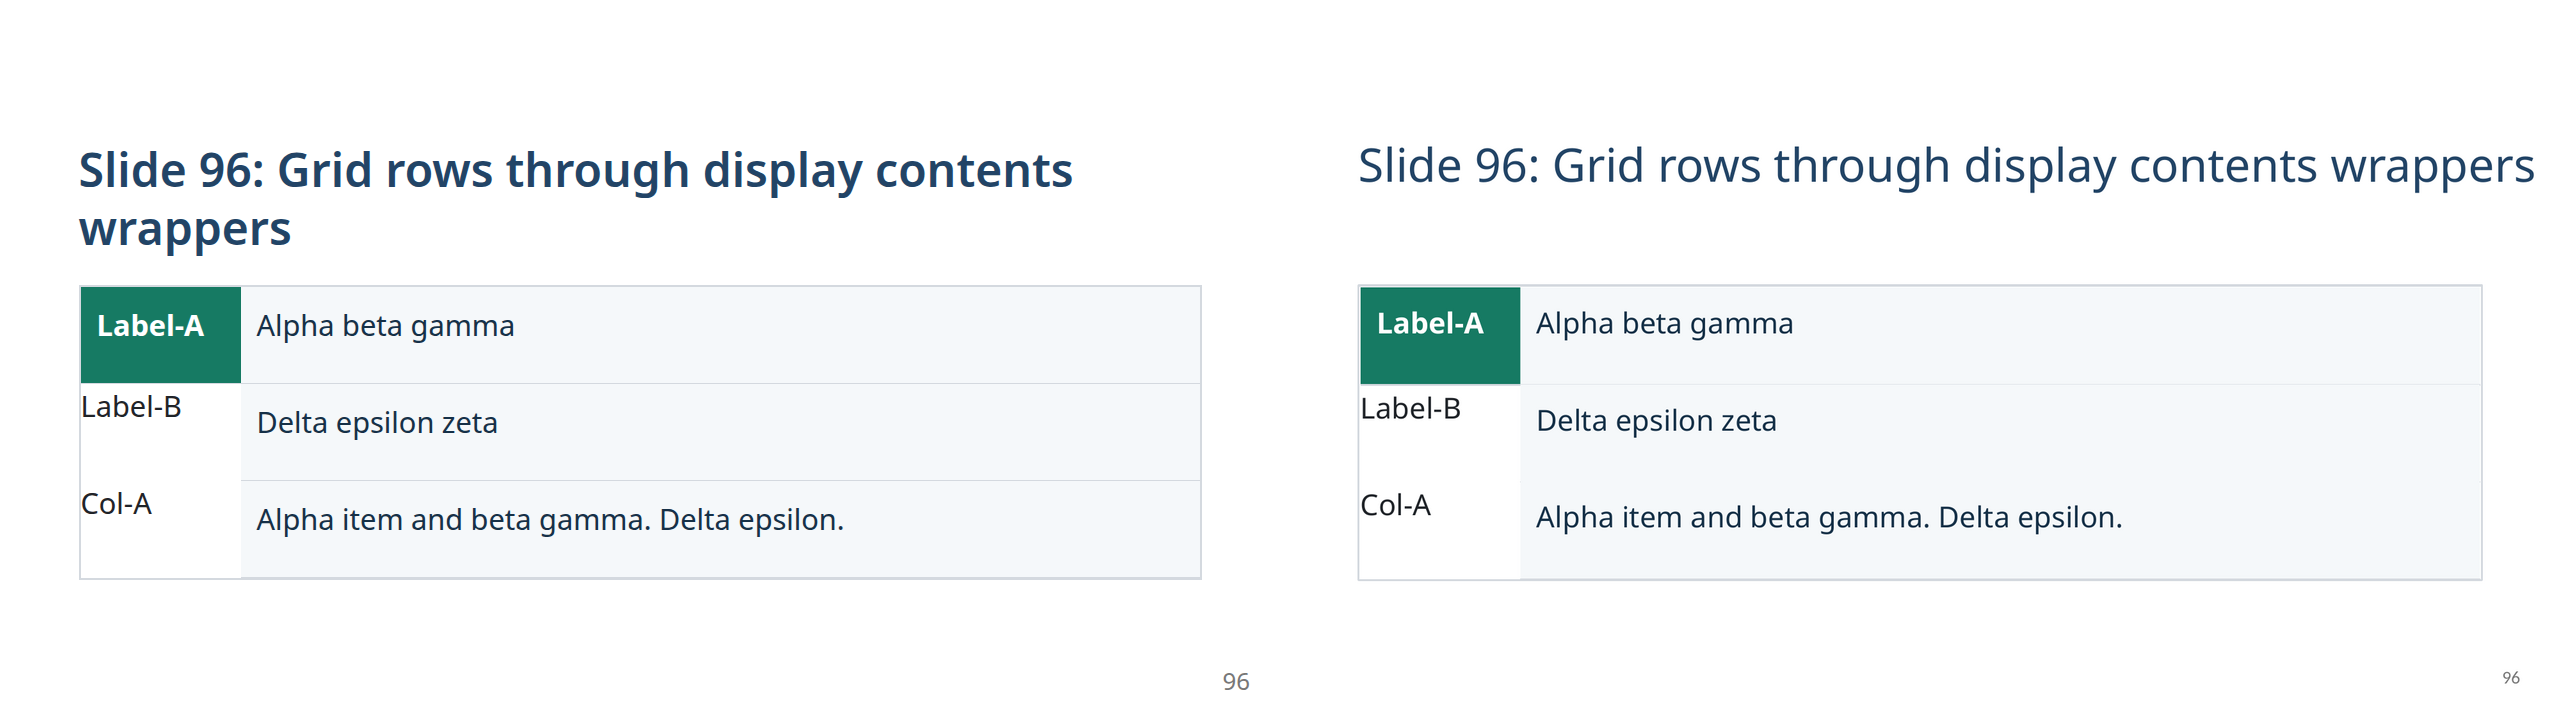 Slide 96: Grid rows through display contents
wrappers
Label-A Alpha beta gamma
Label-B Delta epsilon zeta
Col-A Alpha item and beta gamma. Delta epsilon.
96
Slide 96: Grid rows through display contents wrappers
Label-A Alpha beta gamma
Label-B Delta epsilon zeta
Col-A Alpha item and beta gamma. Delta epsilon.
96